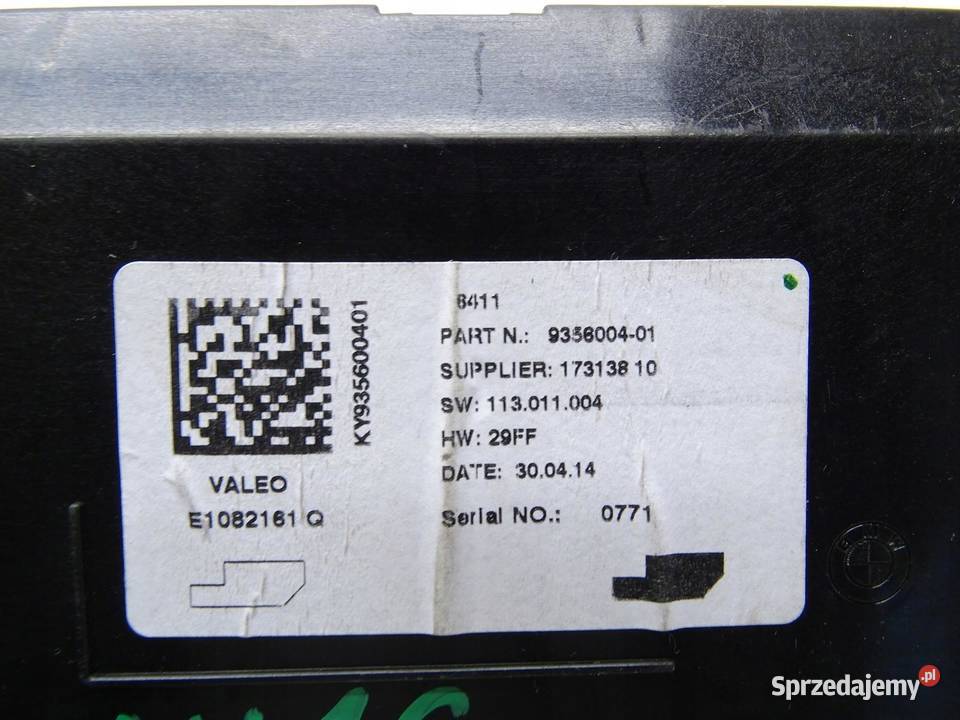 6411
PART N.: 9356004-01
SUPPLIER: 173138 10
SW: 113.011.004
HW: 29FF
DATE: 30.04.14
Serial NO.: 0771
KY935600401
VALEO
E1082161 Q
BMW
Sprzedajemy.pl